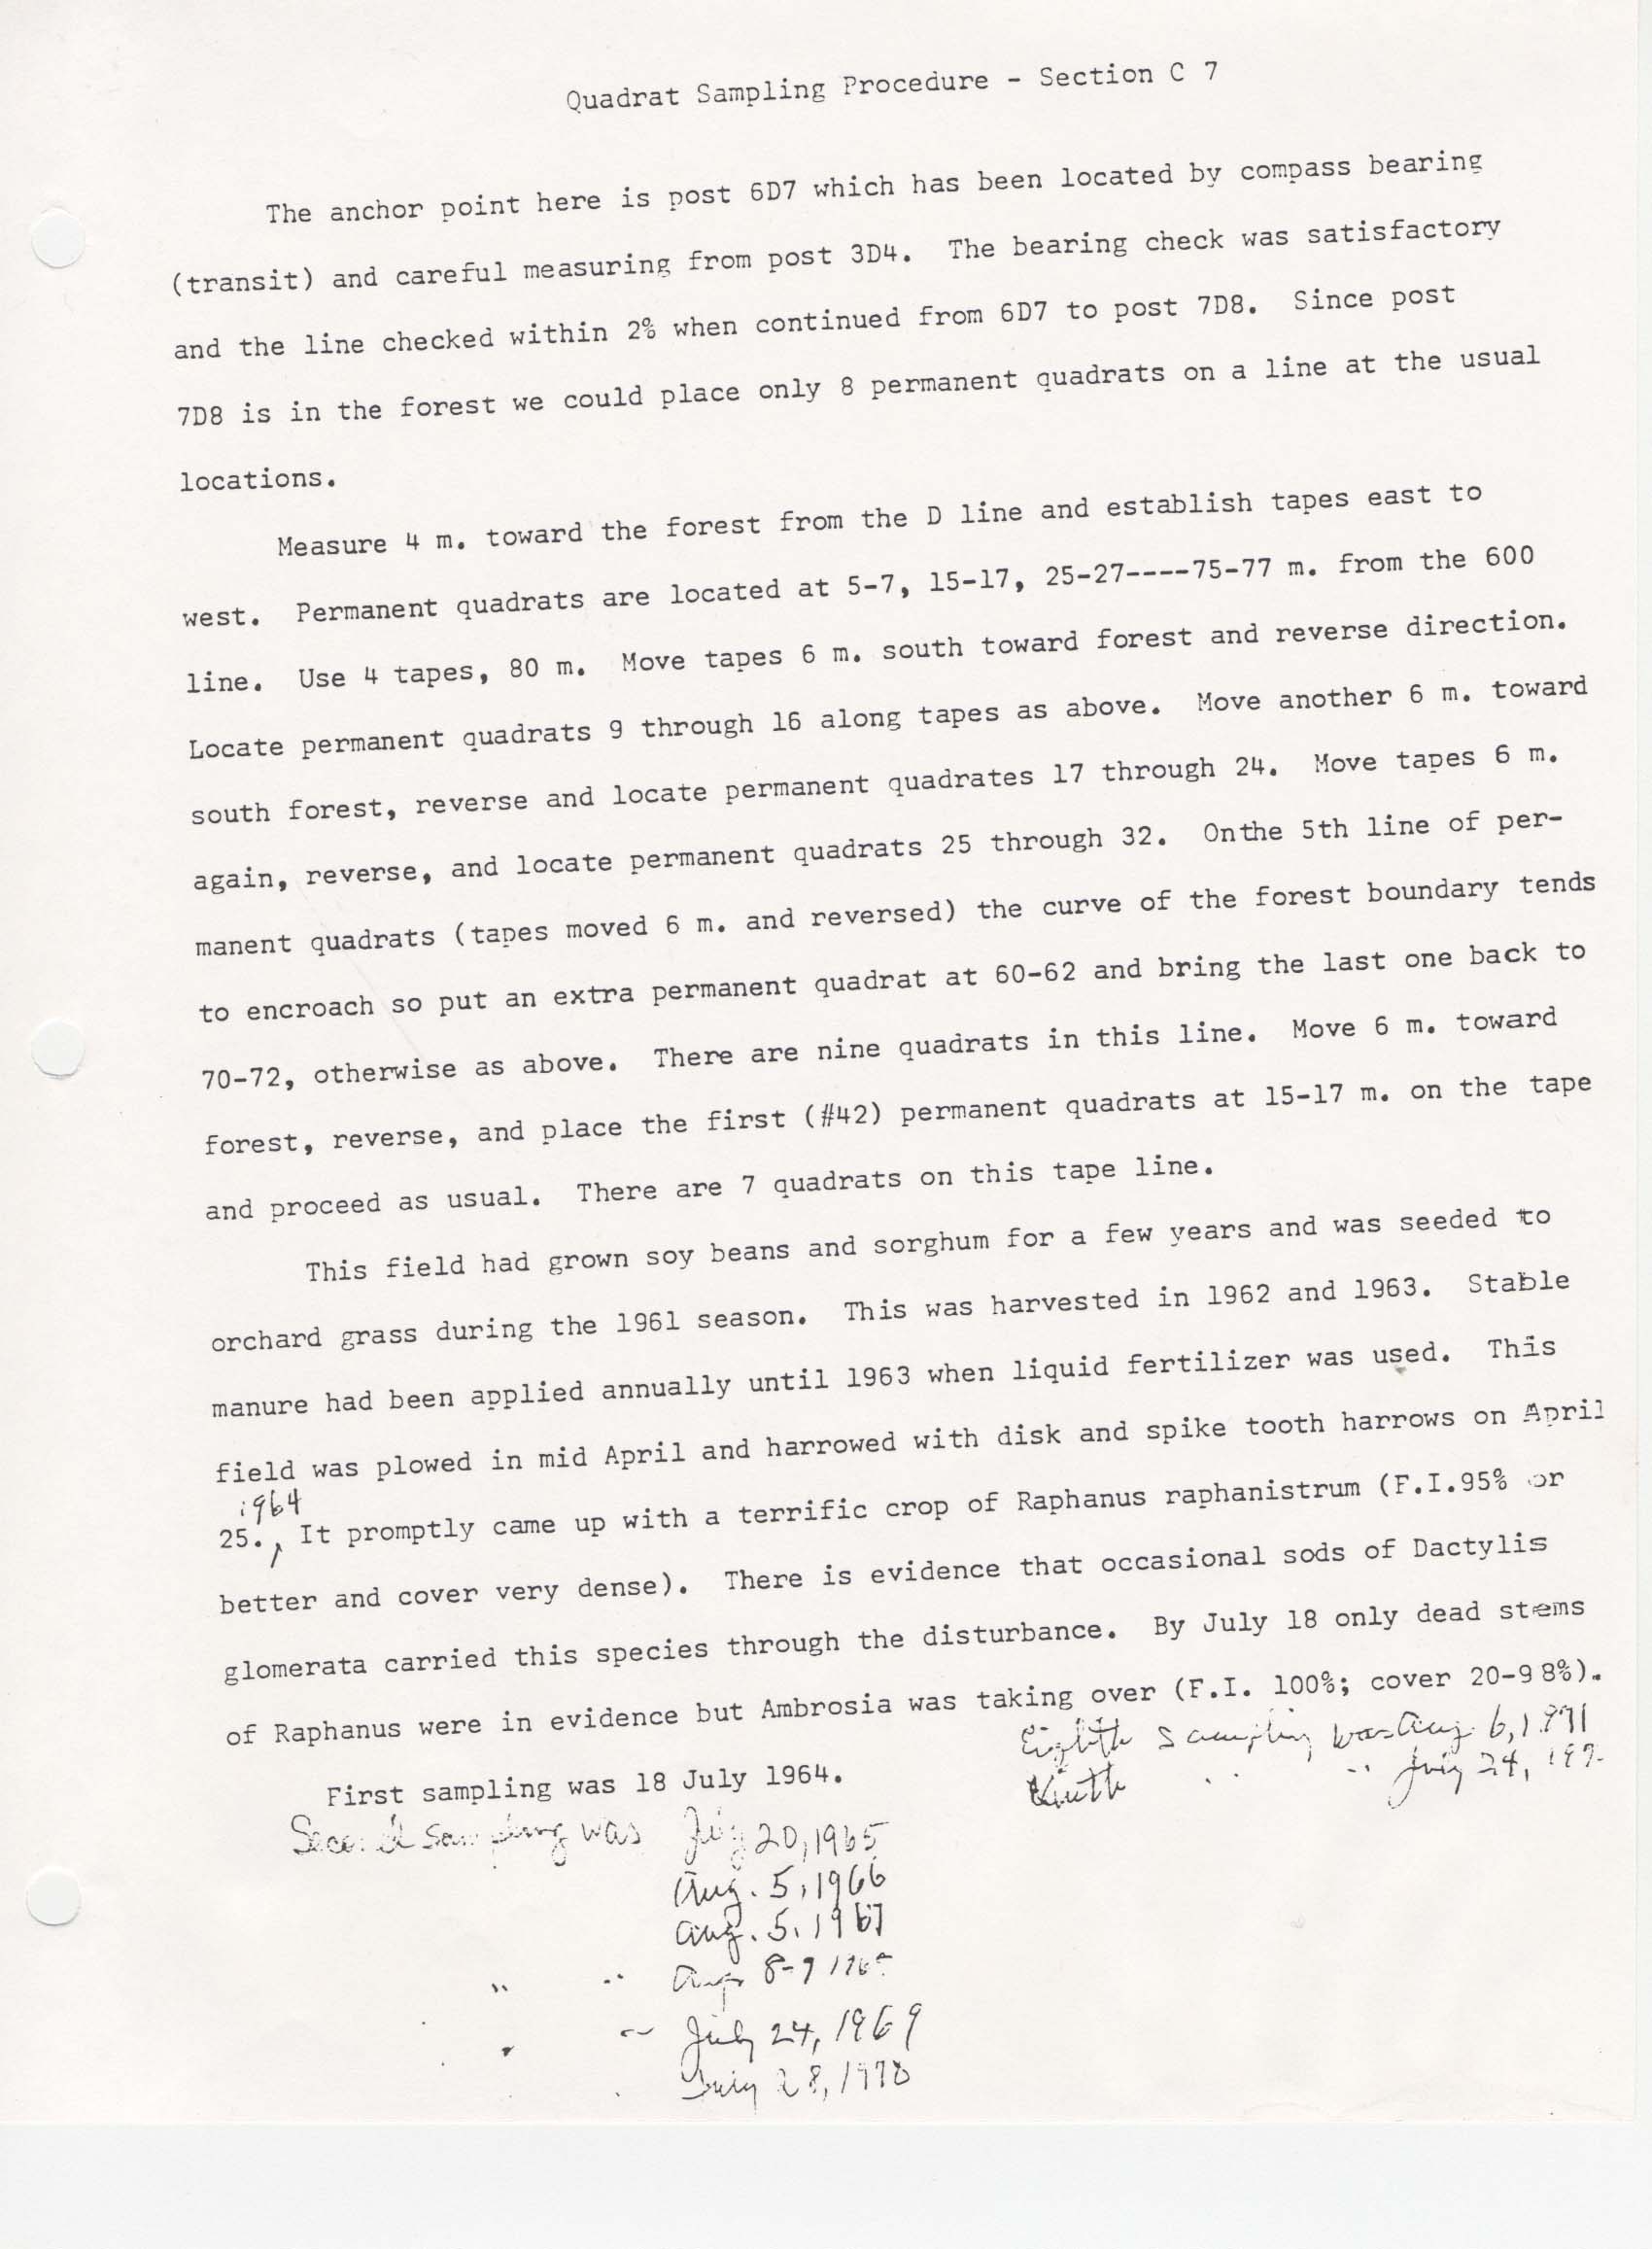 Quadrat Sampling Procedure - Section C 7
The anchor point here is post 6D7 which has been located by compass bearing
(transit) and careful measuring from post 3D4. The bearing check was satisfactory
and the line checked within 2% when continued from 6D7 to post 7D8. Since post
7D8 is in the forest we could place only 8 permanent quadrats on a line at the usual
locations.
Measure 4 m. toward the forest from the D line and establish tapes east to
west. Permanent quadrats are located at 5-7, 15-17, 25-27----75-77 m. from the 600
line. Use 4 tapes, 80 m. Move tapes 6 m. south toward forest and reverse direction.
Locate permanent quadrats 9 through 16 along tapes as above. Move another 6 m. toward
south forest, reverse and locate permanent quadrates 17 through 24. Move tapes 6 m.
again, reverse, and locate permanent quadrats 25 through 32. Onthe 5th line of per-
manent quadrats (tapes moved 6 m. and reversed) the curve of the forest boundary tends
to encroach so put an extra permanent quadrat at 60-62 and bring the last one back to
70-72, otherwise as above. There are nine quadrats in this line. Move 6 m. toward
forest, reverse, and place the first (#42) permanent quadrats at 15-17 m. on the tape
and proceed as usual. There are 7 quadrats on this tape line.
This field had grown soy beans and sorghum for a few years and was seeded to
orchard grass during the 1961 season. This was harvested in 1962 and 1963. Stable
manure had been applied annually until 1963 when liquid fertilizer was used. This
field was plowed in mid April and harrowed with disk and spike tooth harrows on April
1964
25., It promptly came up with a terrific crop of Raphanus raphanistrum (F.I.95% or
better and cover very dense). There is evidence that occasional sods of Dactylis
glomerata carried this species through the disturbance. By July 18 only dead stems
of Raphanus were in evidence but Ambrosia was taking over (F.I. 100%; cover 20-98%).
Eighth Sampling was Aug. 6, 1971
First sampling was 18 July 1964.
" " July 24,
Second sampling was July 20, 1965
Aug. 5, 1966
Aug. 5, 1967
" " Aug 8-9
" July 24, 1969
July 28, 1970